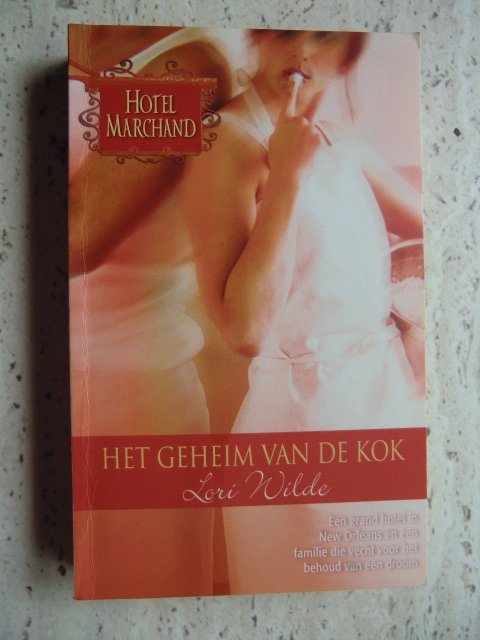 HOTEL
MARCHAND
HET GEHEIM VAN DE KOK
Lori Wilde
Een grand hotel in
New Orleans en een
familie die vecht voor het
behoud van een droom